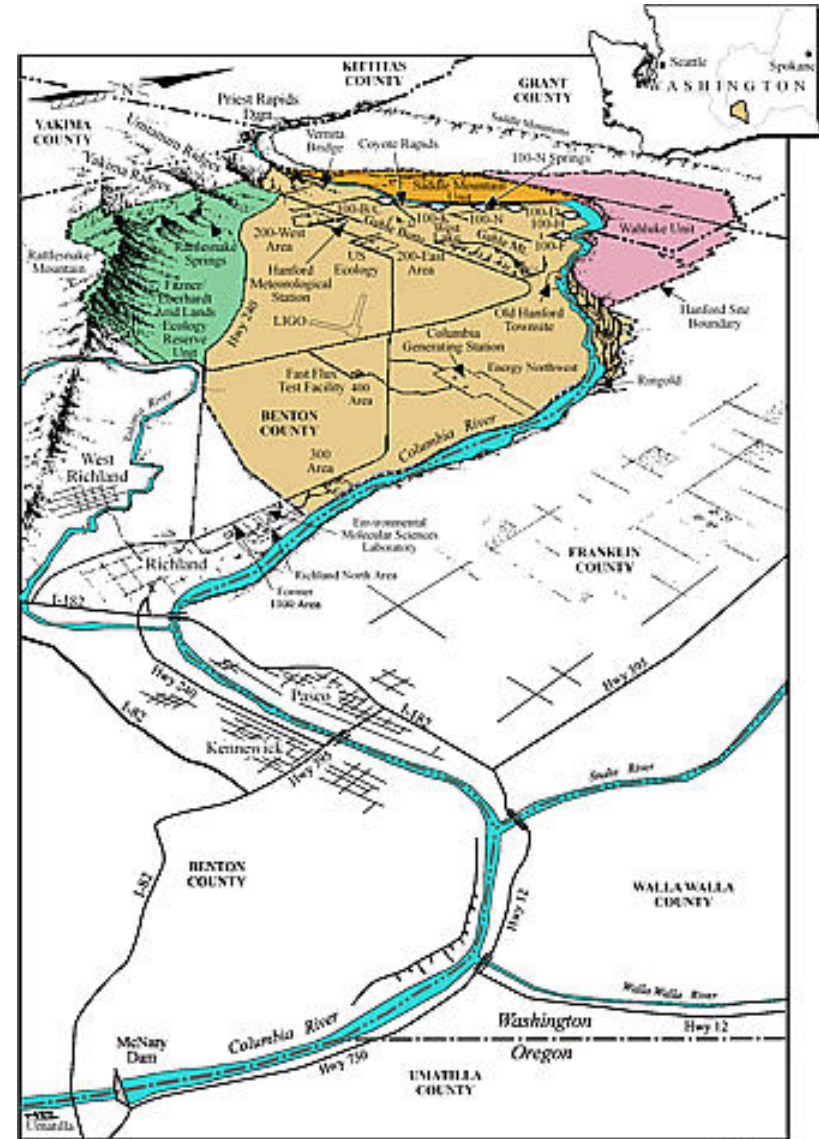 Seattle
Spokane
WASHINGTON
KITTITAS
COUNTY
GRANT
COUNTY
N
Priest Rapids
Dam
YAKIMA
COUNTY
Umtanum Ridges
Yakima Ridges
Vernita
Bridge
Coyote Rapids
Saddle Mountains
100-N Springs
Saddle Mountain
Unit
Wahluke Unit
100-N
100-F
West
Lake
Gable Butte
Gable Mt.
200-West
Area
200-East
Area
US
Ecology
Hanford
Meteorological
Station
Rattlesnake
Mountain
Rattlesnake
Springs
Fitzner
Eberhardt
Arid Lands
Ecology
Reserve
Unit
Hwy 240
LIGO
Old Hanford
Townsite
Hanford Site
Boundary
Columbia
Generating Station
Energy Northwest
Ringold
Fast Flux
Test Facility
400
Area
BENTON
COUNTY
300
Area
Columbia River
Yakima River
West
Richland
Richland
Environmental
Molecular Sciences
Laboratory
Richland North Area
Former
1100 Area
FRANKLIN
COUNTY
I-182
Hwy 240
I-82
Pasco
I-182
Hwy 395
Kennewick
Hwy 395
Snake River
BENTON
COUNTY
I-82
WALLA WALLA
COUNTY
Hwy 12
Walla Walla River
Hwy 12
Columbia River
Washington
Oregon
McNary
Dam
Hwy 730
UMATILLA
COUNTY
Umatilla